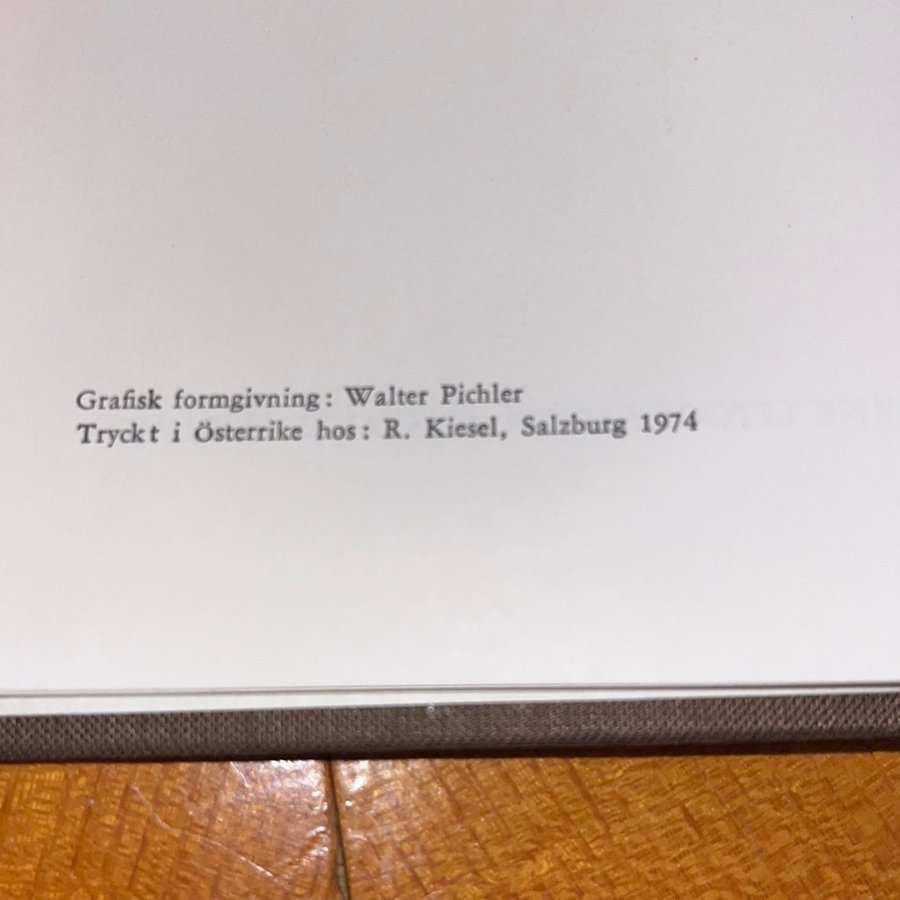 Grafisk formgivning: Walter Pichler
Tryckt i Österrike hos: R. Kiesel, Salzburg 1974